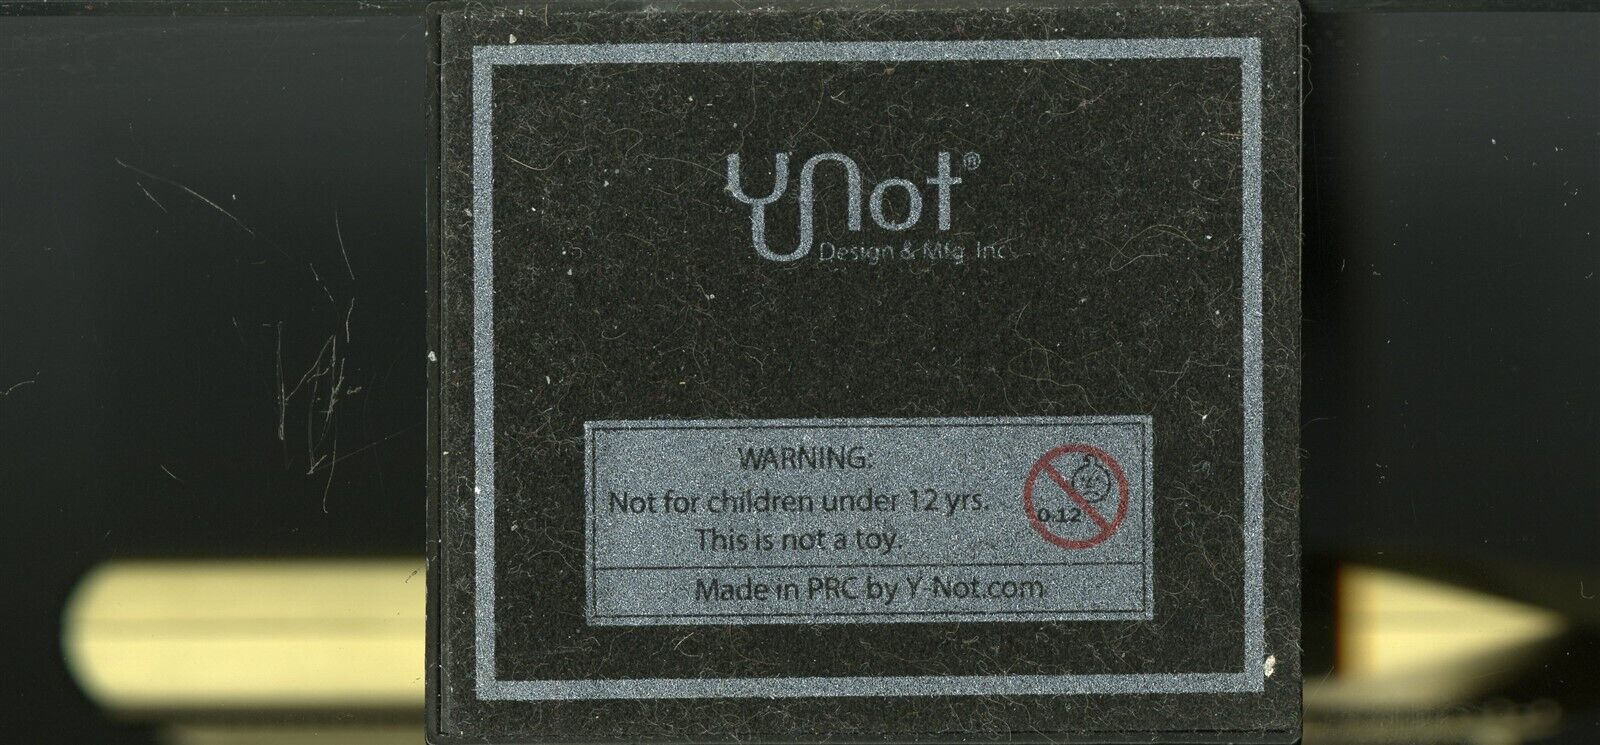 YNot®
Design & Mfg. Inc.
WARNING:
Not for children under 12 yrs.
This is not a toy.
0-12
Made in PRC by Y-Not.com